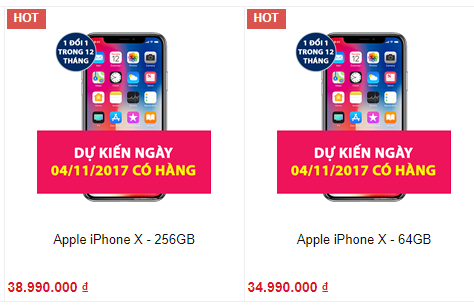 HOT
1 ĐỔI 1
TRONG 12
THÁNG
DỰ KIẾN NGÀY
04/11/2017 CÓ HÀNG
Apple iPhone X - 256GB
38.990.000 ₫
HOT
1 ĐỔI 1
TRONG 12
THÁNG
DỰ KIẾN NGÀY
04/11/2017 CÓ HÀNG
Apple iPhone X - 64GB
34.990.000 ₫